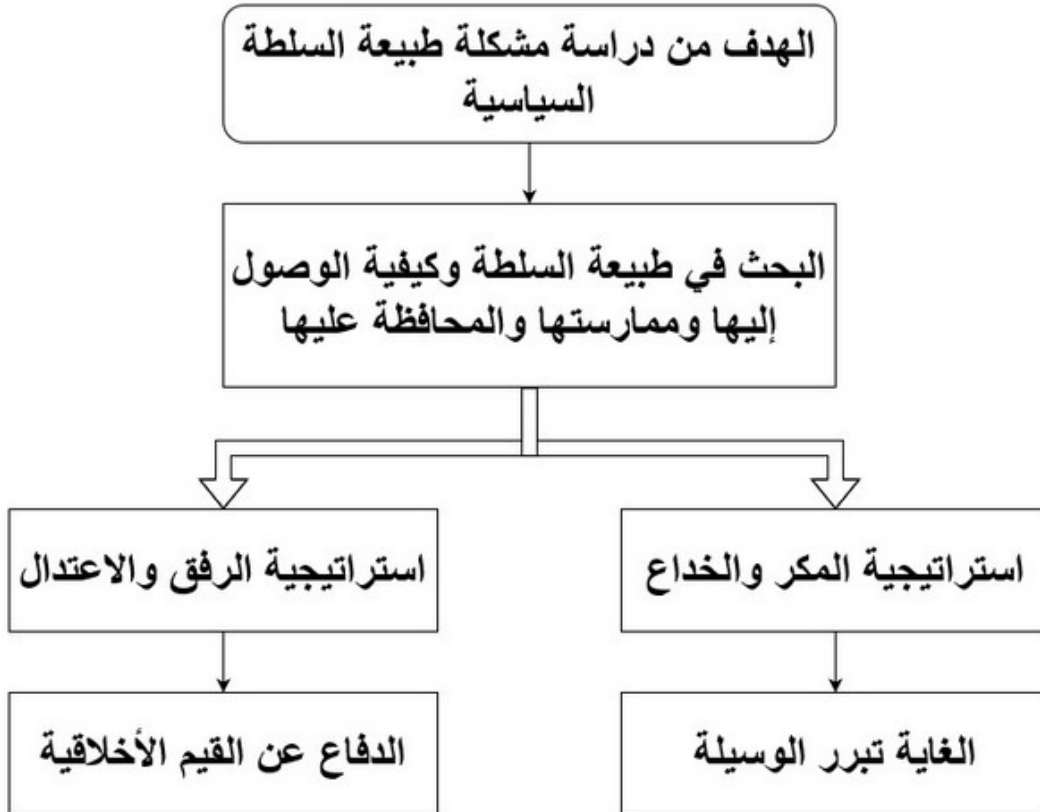 الهدف من دراسة مشكلة طبيعة السلطة
السياسية
البحث في طبيعة السلطة وكيفية الوصول
إليها وممارستها والمحافظة عليها
استراتيجية المكر والخداع
استراتيجية الرفق والاعتدال
الغاية تبرر الوسيلة
الدفاع عن القيم الأخلاقية